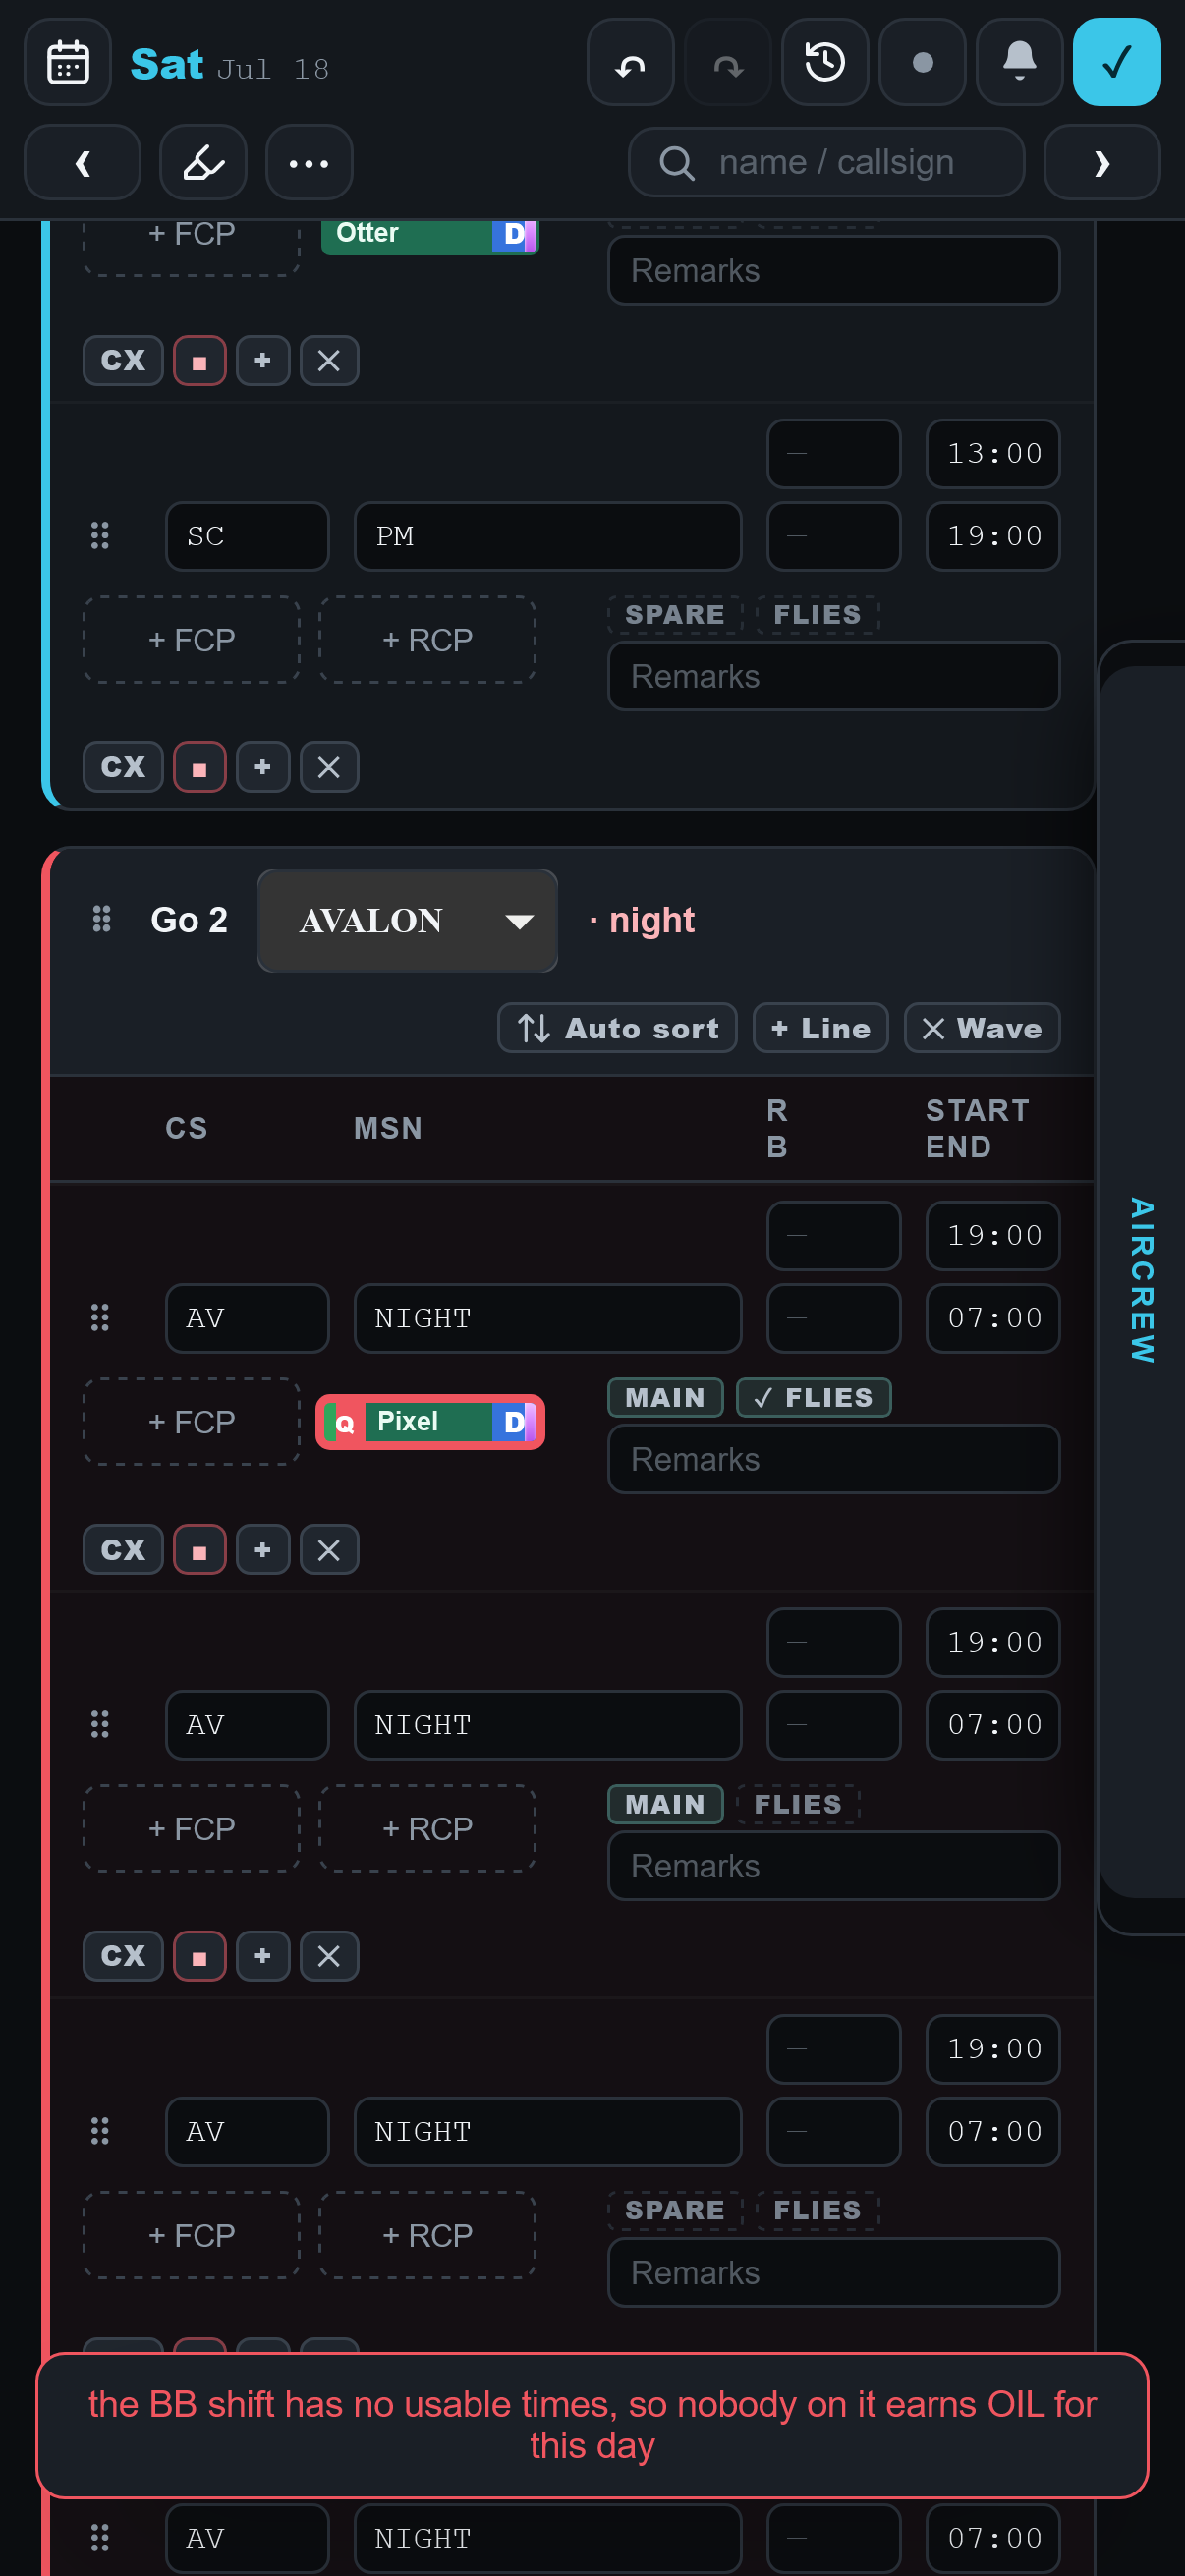 Sat Jul 18
name / callsign
+ FCP
Otter D
Remarks
CX + ×
— 13:00
SC PM — 19:00
+ FCP + RCP SPARE FLIES
Remarks
CX + ×
Go 2 AVALON · night
Auto sort + Line × Wave
CS MSN R START
B END
— 19:00
AV NIGHT — 07:00
+ FCP Q Pixel D MAIN ✓ FLIES
Remarks
CX + ×
— 19:00
AV NIGHT — 07:00
+ FCP + RCP MAIN FLIES
Remarks
CX + ×
— 19:00
AV NIGHT — 07:00
+ FCP + RCP SPARE FLIES
Remarks
the BB shift has no usable times, so nobody on it earns OIL for
this day
AV NIGHT — 07:00
AIRCREW